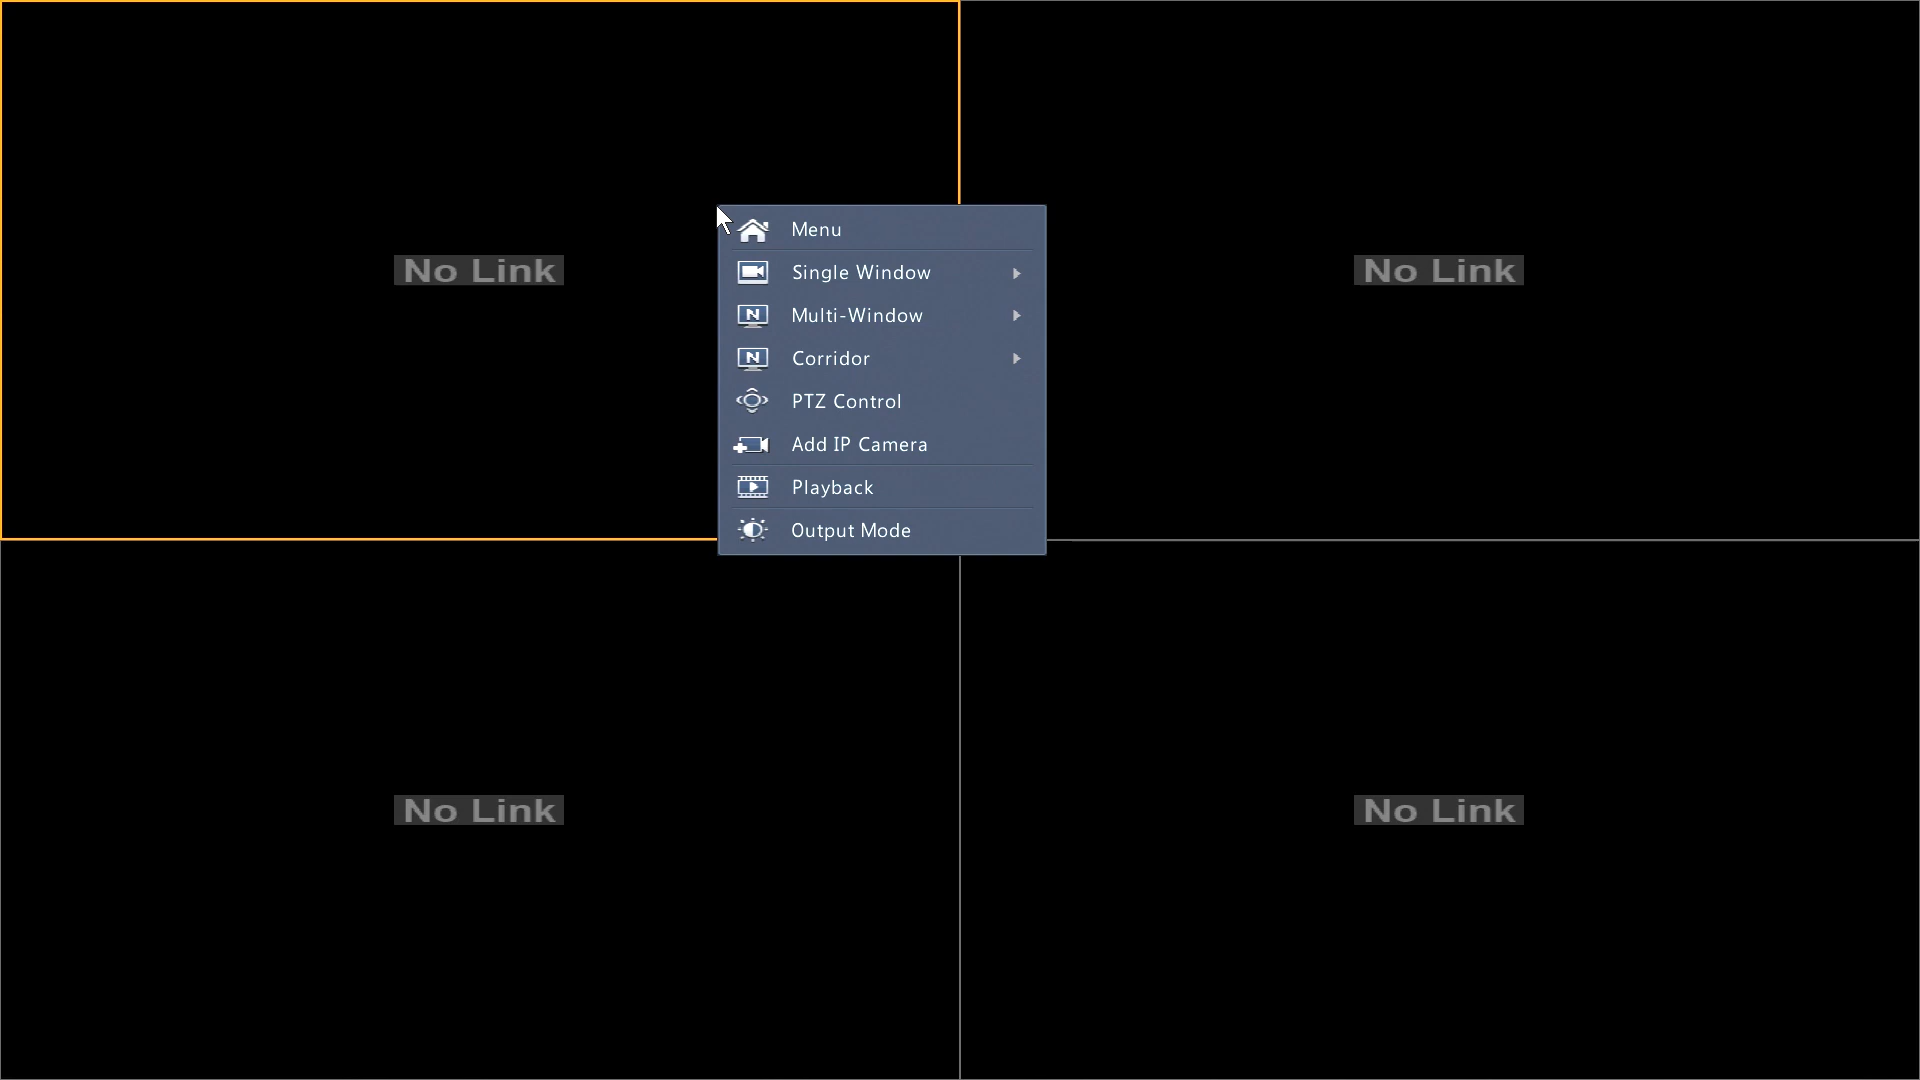 No Link
No Link
Menu
Single Window
Multi-Window
Corridor
PTZ Control
Add IP Camera
Playback
Output Mode
No Link
No Link